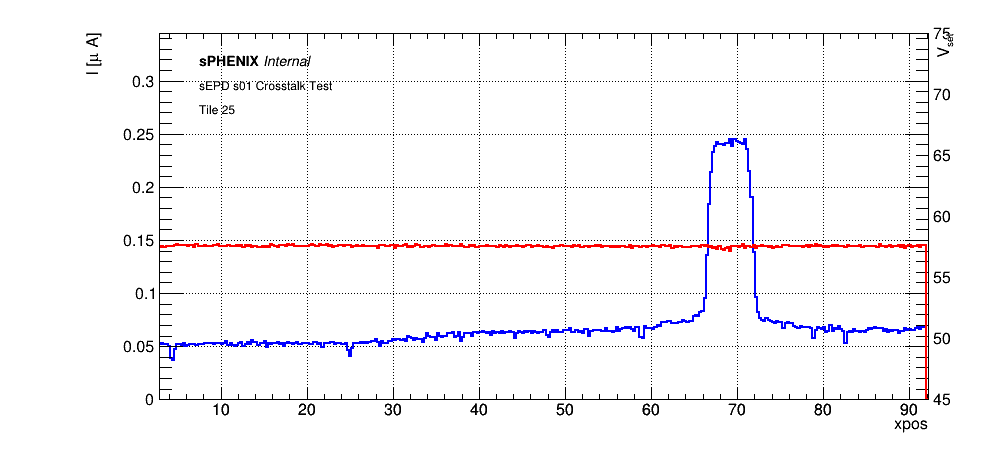 I [μ A]
0.3
0.25
0.2
0.15
0.1
0.05
0
sPHENIX Internal
sEPD s01 Crosstalk Test
Tile 25
75
70
65
60
55
50
45
Vset
10 20 30 40 50 60 70 80 90
xpos